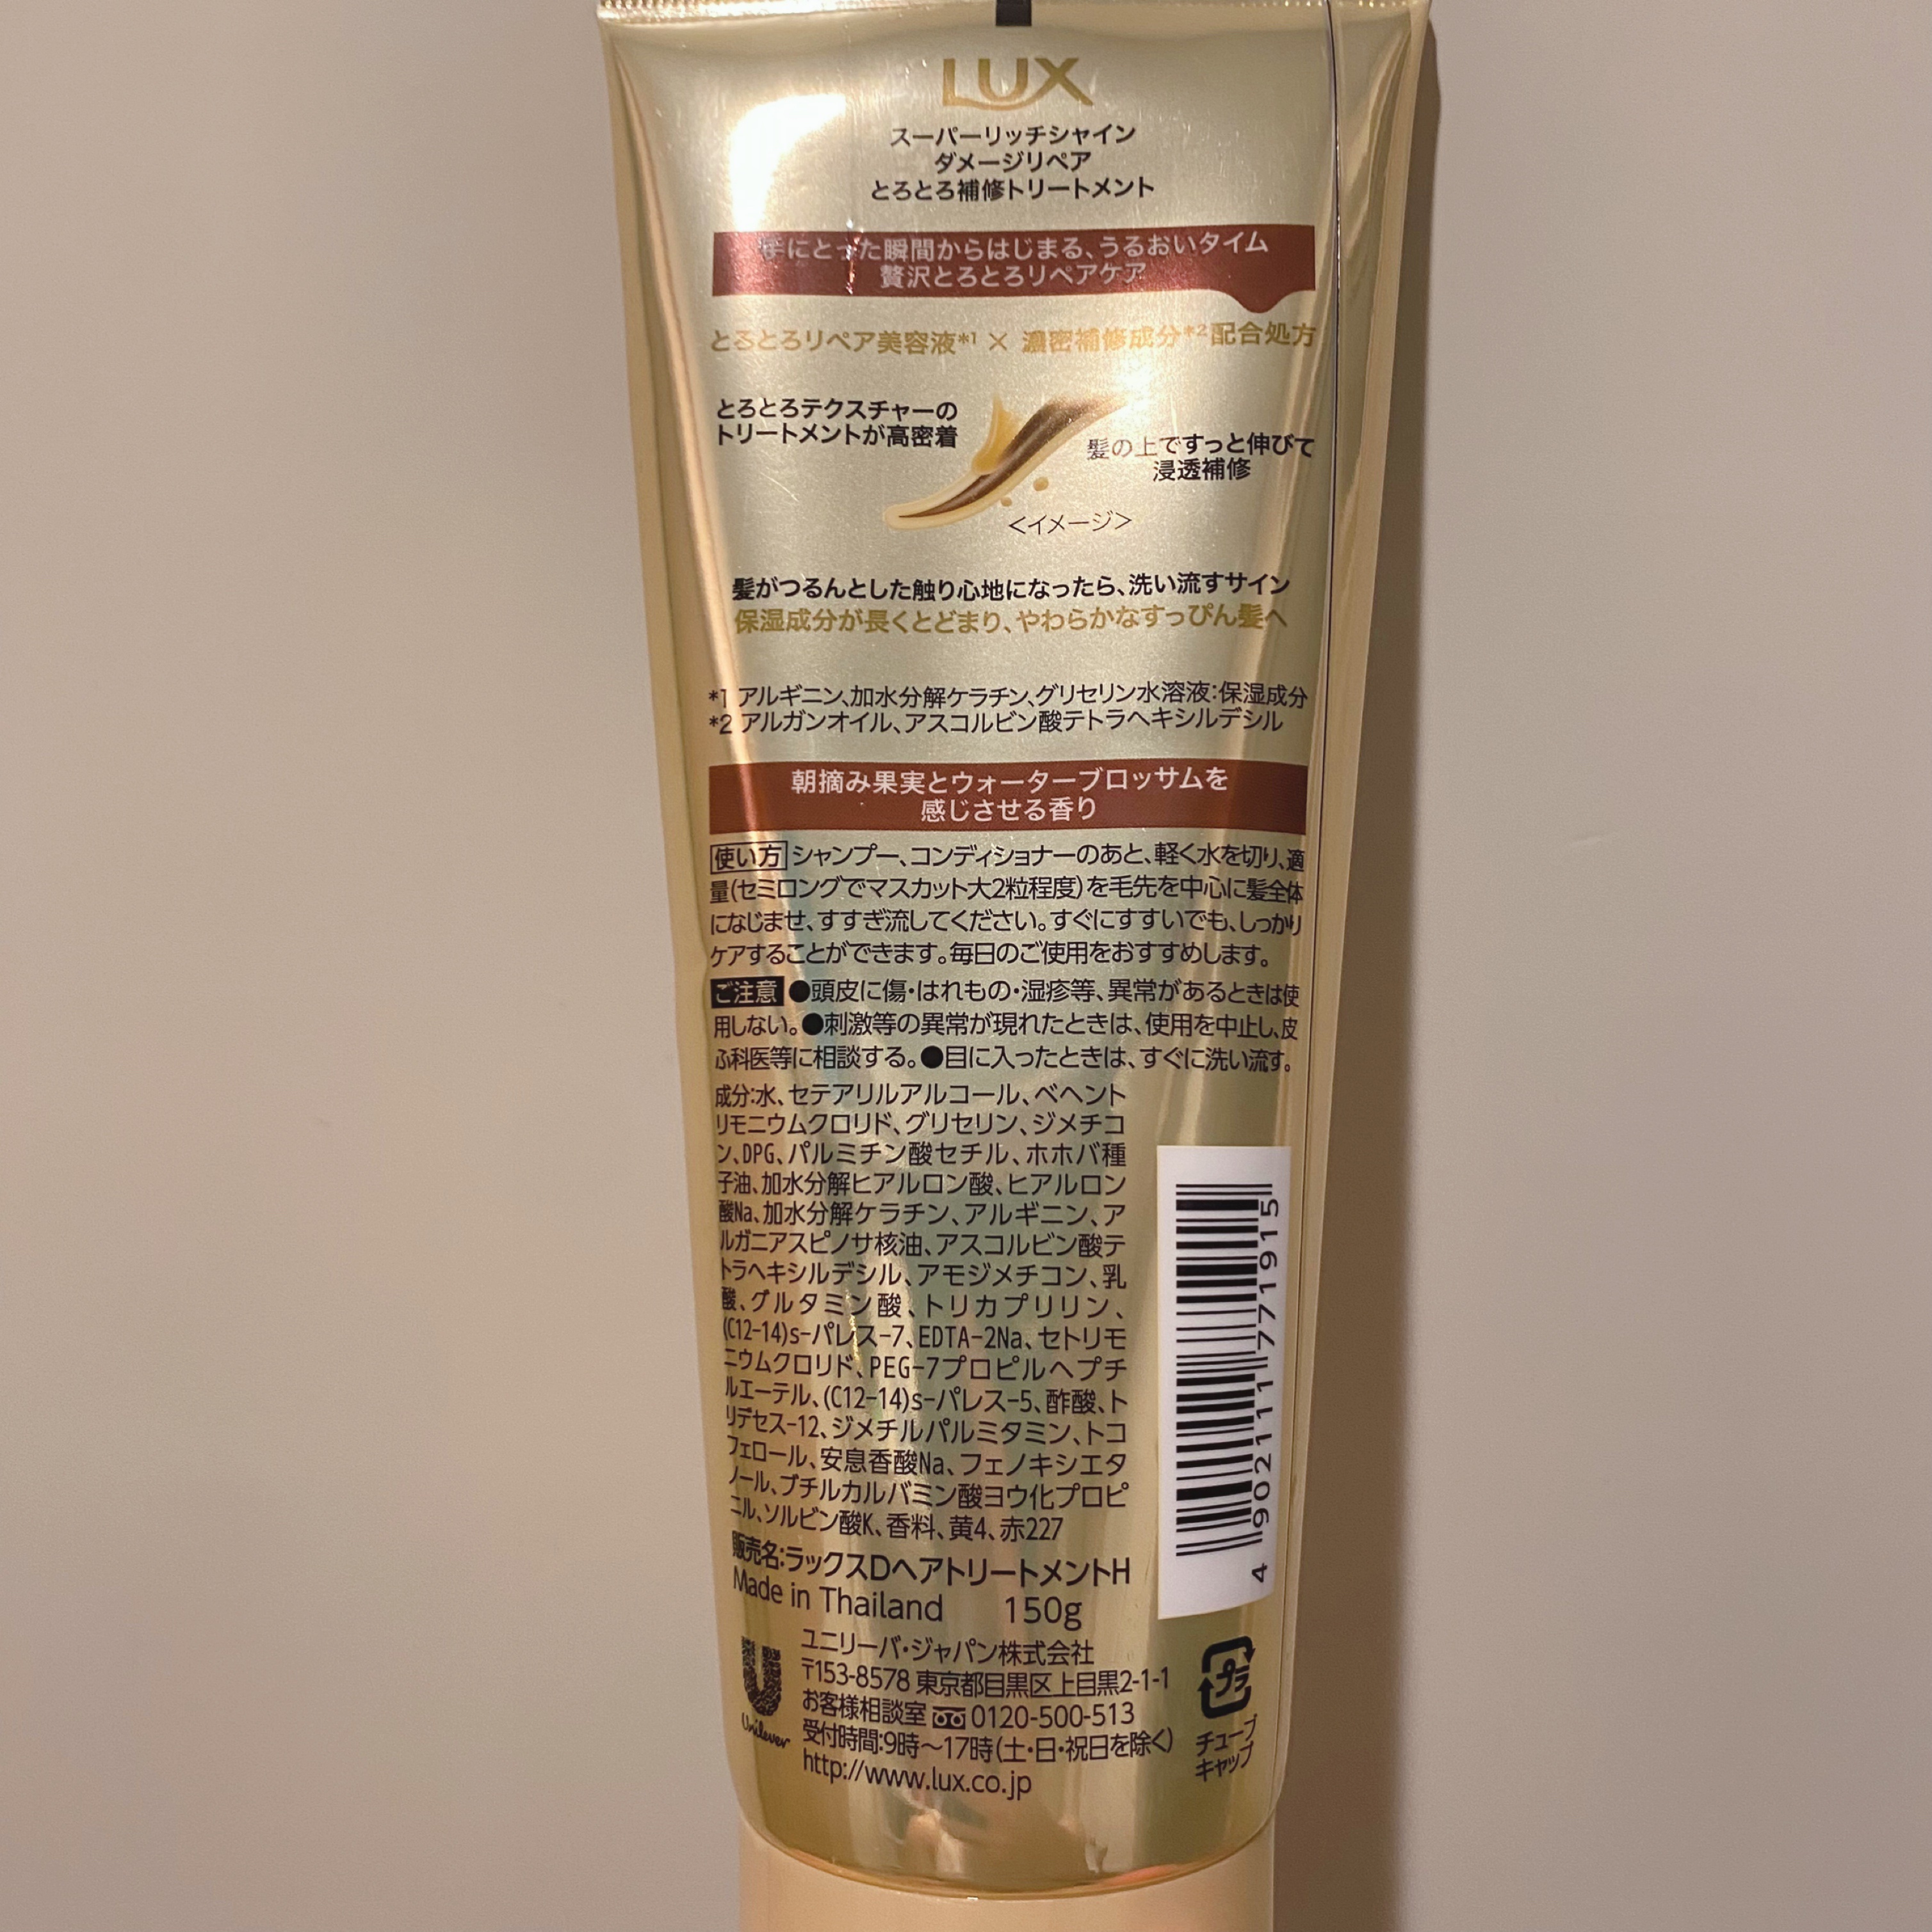 LUX
スーパーリッチシャイン
ダメージリペア
とろとろ補修トリートメント
手にとった瞬間からはじまる、うるおいタイム
贅沢とろとろリペアケア
とろとろリペア美容液*1 × 濃密補修成分*2配合処方
とろとろテクスチャーの
トリートメントが高密着
髪の上ですっと伸びて
浸透補修
<イメージ>
髪がつるんとした触り心地になったら、洗い流すサイン
保湿成分が長くとどまり、やわらかなすっぴん髪へ
*1 アルギニン、加水分解ケラチン、グリセリン水溶液:保湿成分
*2 アルガンオイル、アスコルビン酸テトラヘキシルデシル
朝摘み果実とウォーターブロッサムを
感じさせる香り
使い方 シャンプー、コンディショナーのあと、軽く水を切り、適
量(セミロングでマスカット大2粒程度)を毛先を中心に髪全体
になじませ、すすぎ流してください。すぐにすすいでも、しっかり
ケアすることができます。毎日のご使用をおすすめします。
ご注意 ●頭皮に傷・はれもの・湿疹等、異常があるときは使
用しない。●刺激等の異常が現れたときは、使用を中止し、皮
ふ科医等に相談する。●目に入ったときは、すぐに洗い流す。
成分:水、セテアリルアルコール、ベヘント
リモニウムクロリド、グリセリン、ジメチコ
ン、DPG、パルミチン酸セチル、ホホバ種
子油、加水分解ヒアルロン酸、ヒアルロン
酸Na、加水分解ケラチン、アルギニン、ア
ルガニアスピノサ核油、アスコルビン酸テ
トラヘキシルデシル、アモジメチコン、乳
酸、グルタミン酸、トリカプリリン、
(C12-14)s-パレス-7、EDTA-2Na、セトリモ
ニウムクロリド、PEG-7プロピルヘプチ
ルエーテル、(C12-14)s-パレス-5、酢酸、ト
リデセス-12、ジメチルパルミタミン、トコ
フェロール、安息香酸Na、フェノキシエタ
ノール、ブチルカルバミン酸ヨウ化プロピ
ニル、ソルビン酸K、香料、黄4、赤227
販売名:ラックスDヘアトリートメントH
Made in Thailand 150g
ユニリーバ・ジャパン株式会社
〒153-8578 東京都目黒区上目黒2-1-1
お客様相談室 0120-500-513
受付時間:9時〜17時(土・日・祝日を除く)
http://www.lux.co.jp
Unilever
4902111771915
プラ
チューブ
キャップ